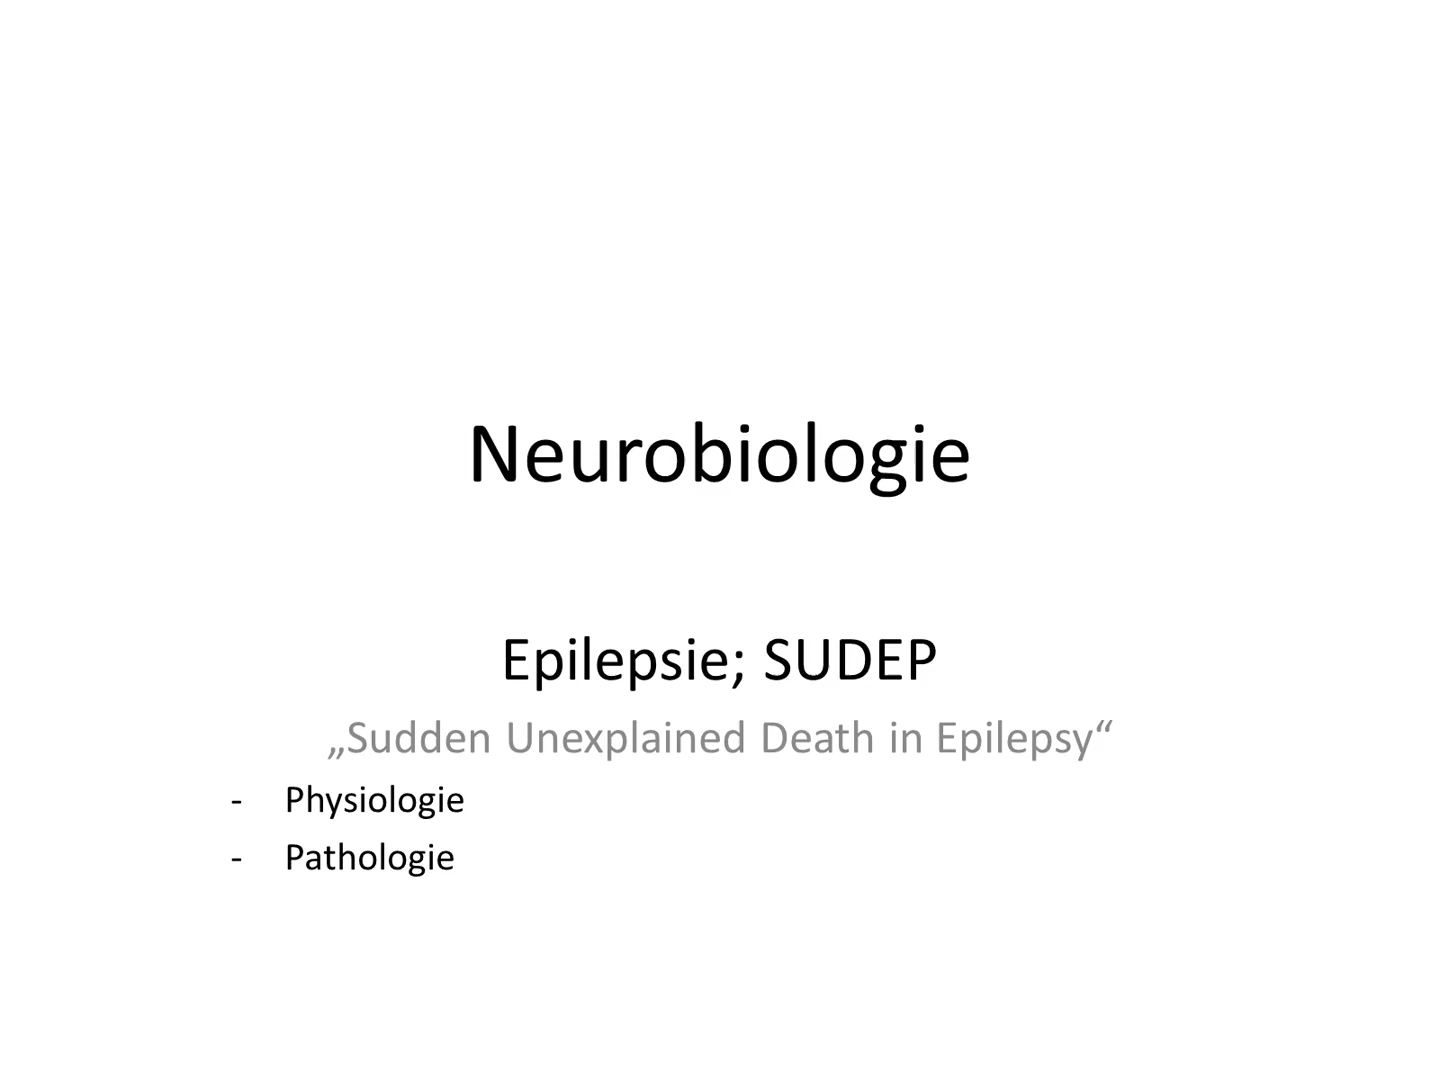 Neurobiologie
Epilepsie; SUDEP
„Sudden Unexplained Death in Epilepsy“
- Physiologie
- Pathologie